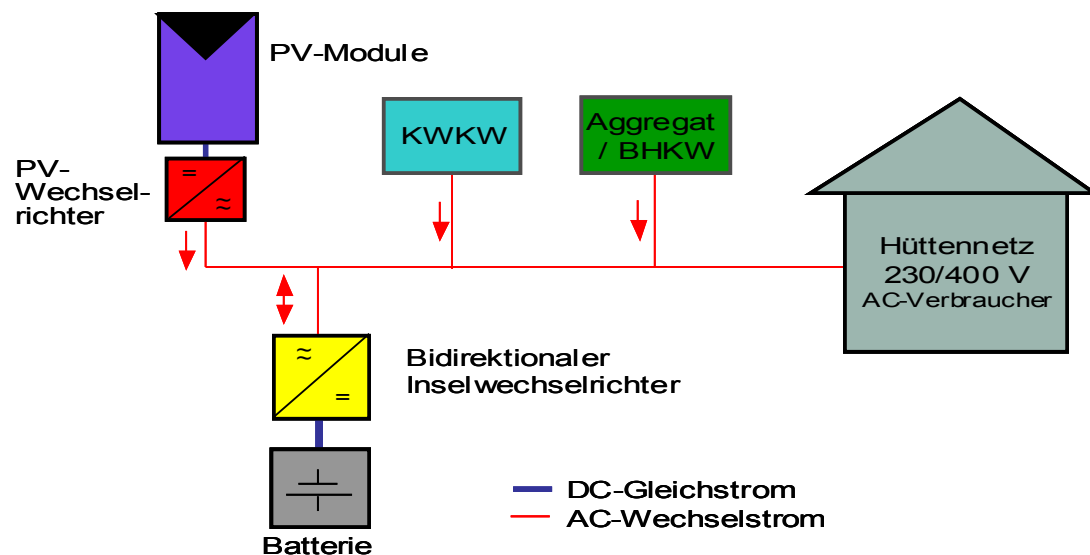 PV-Module
KWKW
Aggregat
/ BHKW
PV-
Wechsel-
richter
=
≈
Hüttennetz
230/400 V
AC-Verbraucher
≈
=
Bidirektionaler
Inselwechselrichter
DC-Gleichstrom
AC-Wechselstrom
Batterie